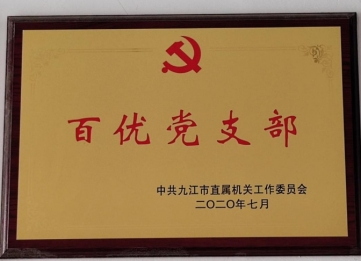 百优党支部
中共九江市直属机关工作委员会
二〇二〇年七月